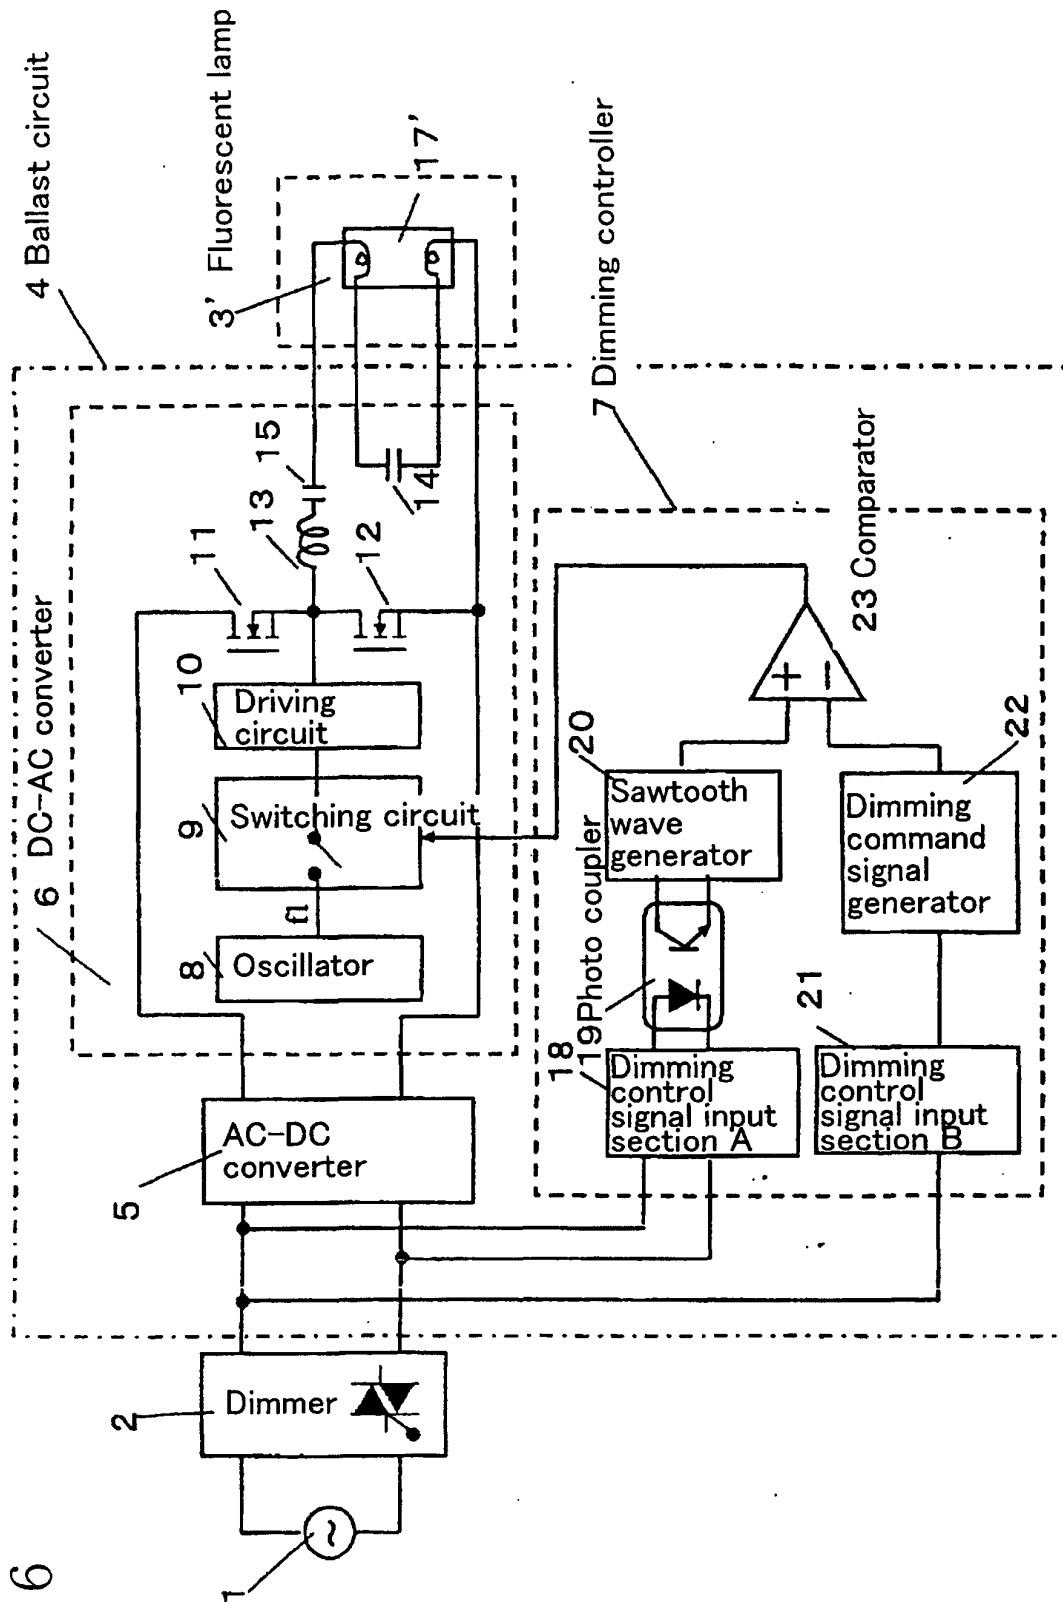 6
1
2
Dimmer
4 Ballast circuit
5
AC-DC
converter
6 DC-AC converter
8
Oscillator
f1
9
Switching circuit
10
Driving
circuit
11
12
13
15
14
3' Fluorescent lamp
17'
7 Dimming controller
18
Dimming
control
signal input
section A
19 Photo coupler
20
Sawtooth
wave
generator
21
Dimming
control
signal input
section B
22
Dimming
command
signal
generator
+
−
23 Comparator